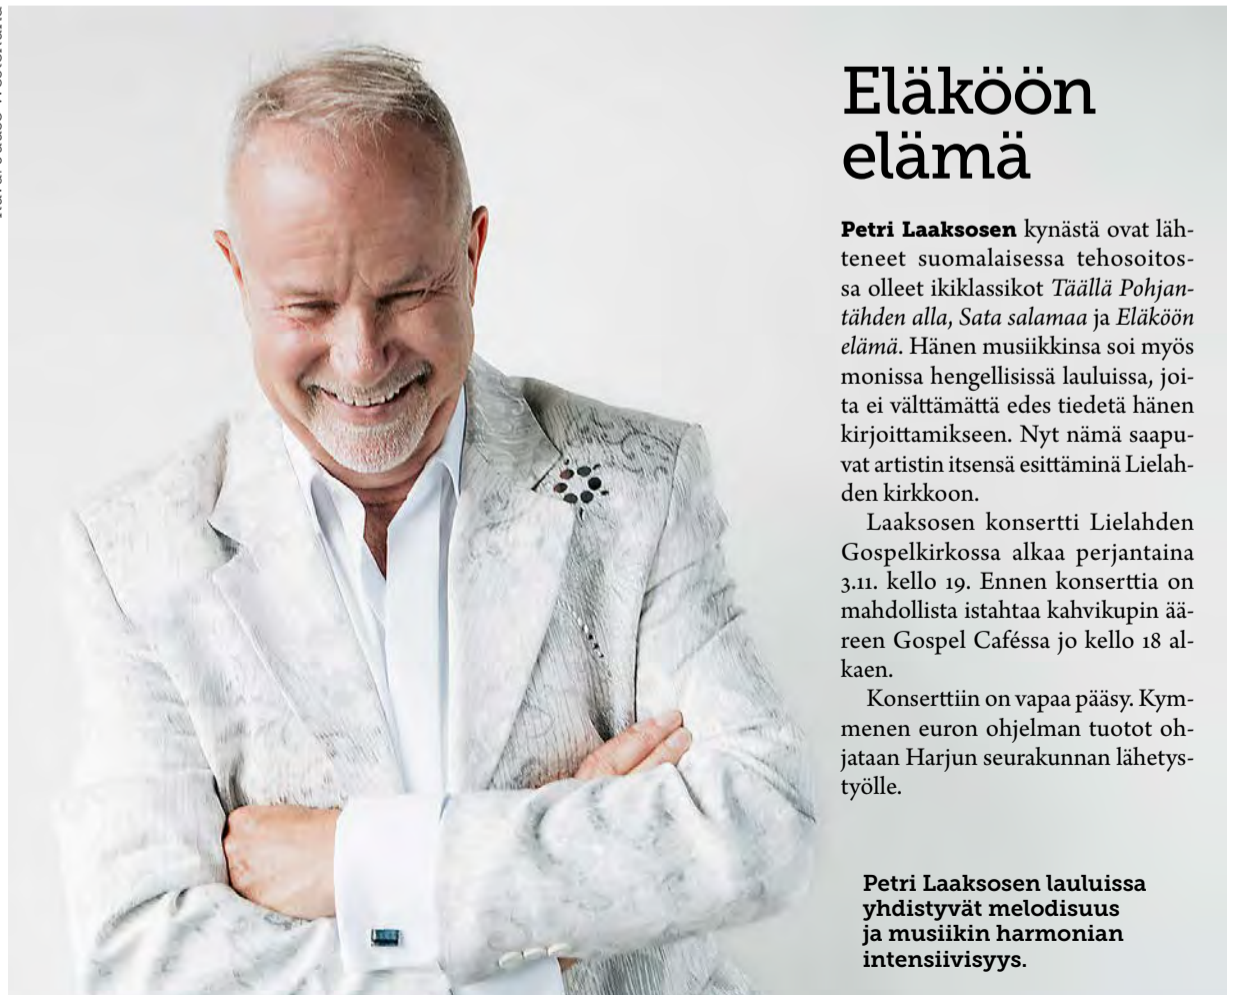 Eläköön
elämä
Petri Laaksosen kynästä ovat läh-
teneet suomalaisessa tehosoitos-
sa olleet ikiklassikot Täällä Pohjan-
tähden alla, Sata salamaa ja Eläköön
elämä. Hänen musiikkinsa soi myös
monissa hengellisissä lauluissa, joi-
ta ei välttämättä edes tiedetä hänen
kirjoittamikseen. Nyt nämä saapu-
vat artistin itsensä esittäminä Lielah-
den kirkkoon.
Laaksosen konsertti Lielahden
Gospelkirkossa alkaa perjantaina
3.11. kello 19. Ennen konserttia on
mahdollista istahtaa kahvikupin ää-
reen Gospel Caféssa jo kello 18 al-
kaen.
Konserttiin on vapaa pääsy. Kym-
menen euron ohjelman tuotot oh-
jataan Harjun seurakunnan lähetys-
työlle.
Petri Laaksosen lauluissa
yhdistyvät melodisuus
ja musiikin harmonian
intensiivisyys.